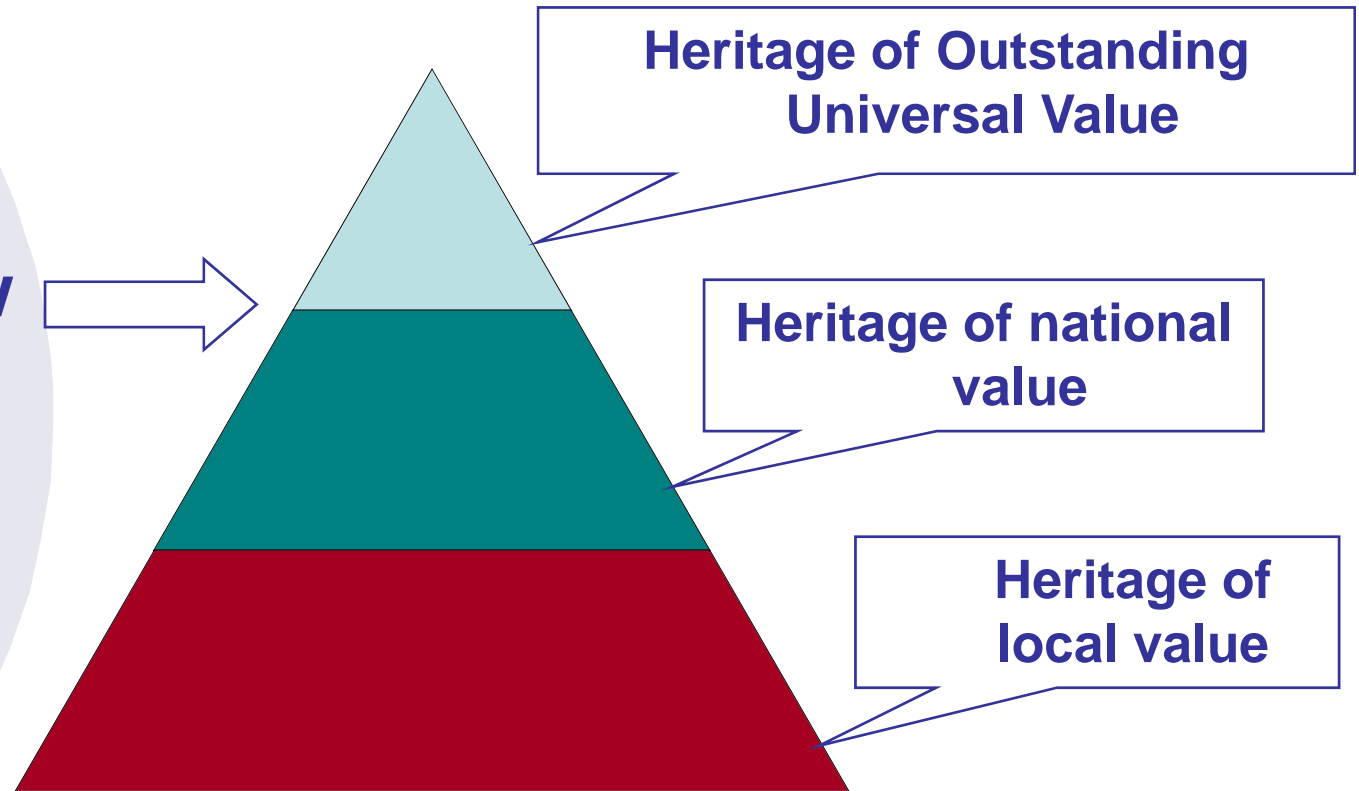 Heritage of Outstanding
Universal Value
Heritage of national
value
Heritage of
local value